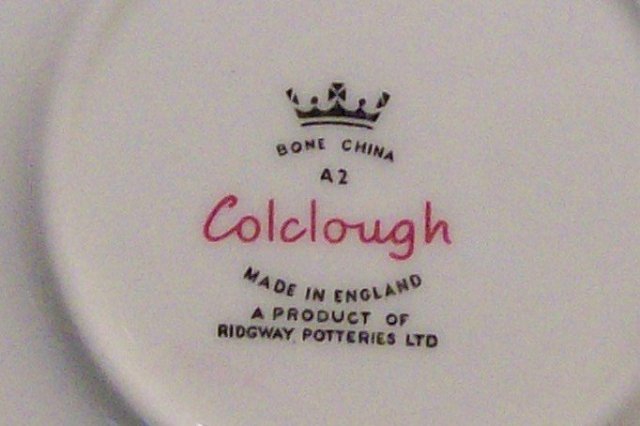 BONE CHINA
A2
Colclough
MADE IN ENGLAND
A PRODUCT OF
RIDGWAY POTTERIES LTD